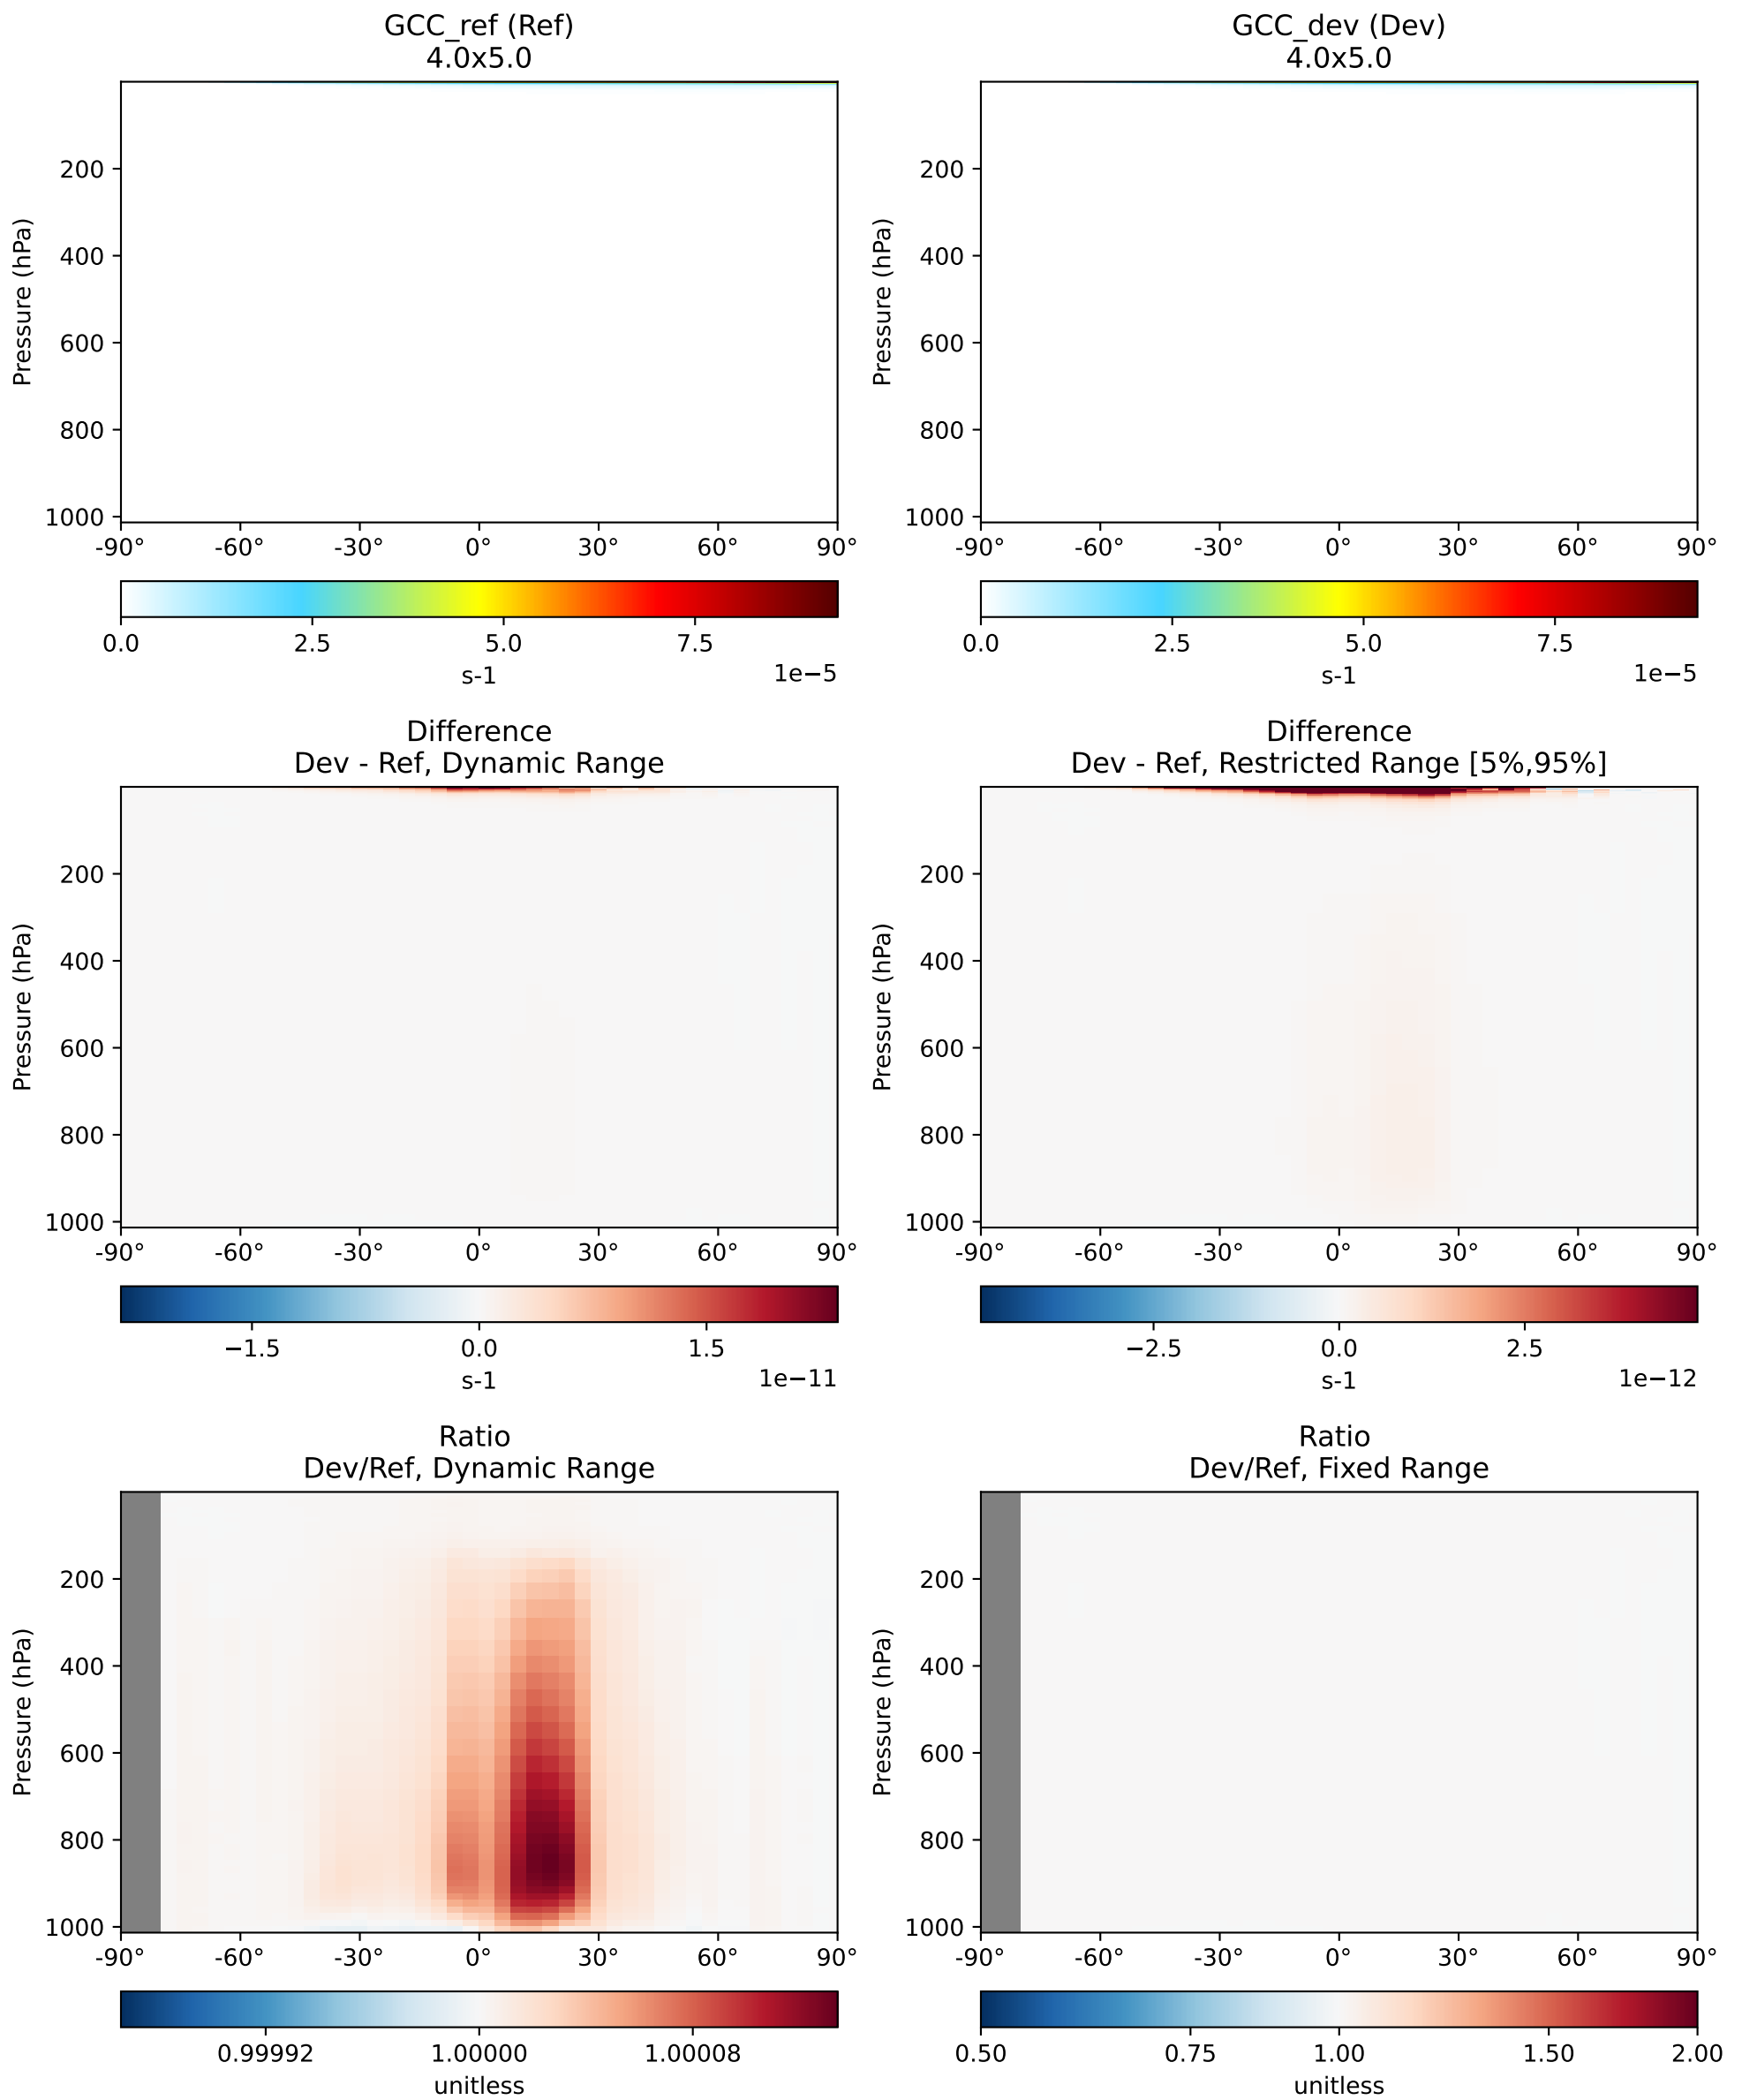 GCC_ref (Ref)
4.0x5.0
Pressure (hPa)
200
400
600
800
1000
-90° -60° -30° 0° 30° 60° 90°
0.0 2.5 5.0 7.5
s-1
1e−5
GCC_dev (Dev)
4.0x5.0
Pressure (hPa)
200
400
600
800
1000
-90° -60° -30° 0° 30° 60° 90°
0.0 2.5 5.0 7.5
s-1
1e−5
Difference
Dev - Ref, Dynamic Range
Pressure (hPa)
200
400
600
800
1000
-90° -60° -30° 0° 30° 60° 90°
−1.5 0.0 1.5
s-1
1e−11
Difference
Dev - Ref, Restricted Range [5%,95%]
Pressure (hPa)
200
400
600
800
1000
-90° -60° -30° 0° 30° 60° 90°
−2.5 0.0 2.5
s-1
1e−12
Ratio
Dev/Ref, Dynamic Range
Pressure (hPa)
200
400
600
800
1000
-90° -60° -30° 0° 30° 60° 90°
0.99992 1.00000 1.00008
unitless
Ratio
Dev/Ref, Fixed Range
Pressure (hPa)
200
400
600
800
1000
-90° -60° -30° 0° 30° 60° 90°
0.50 0.75 1.00 1.50 2.00
unitless